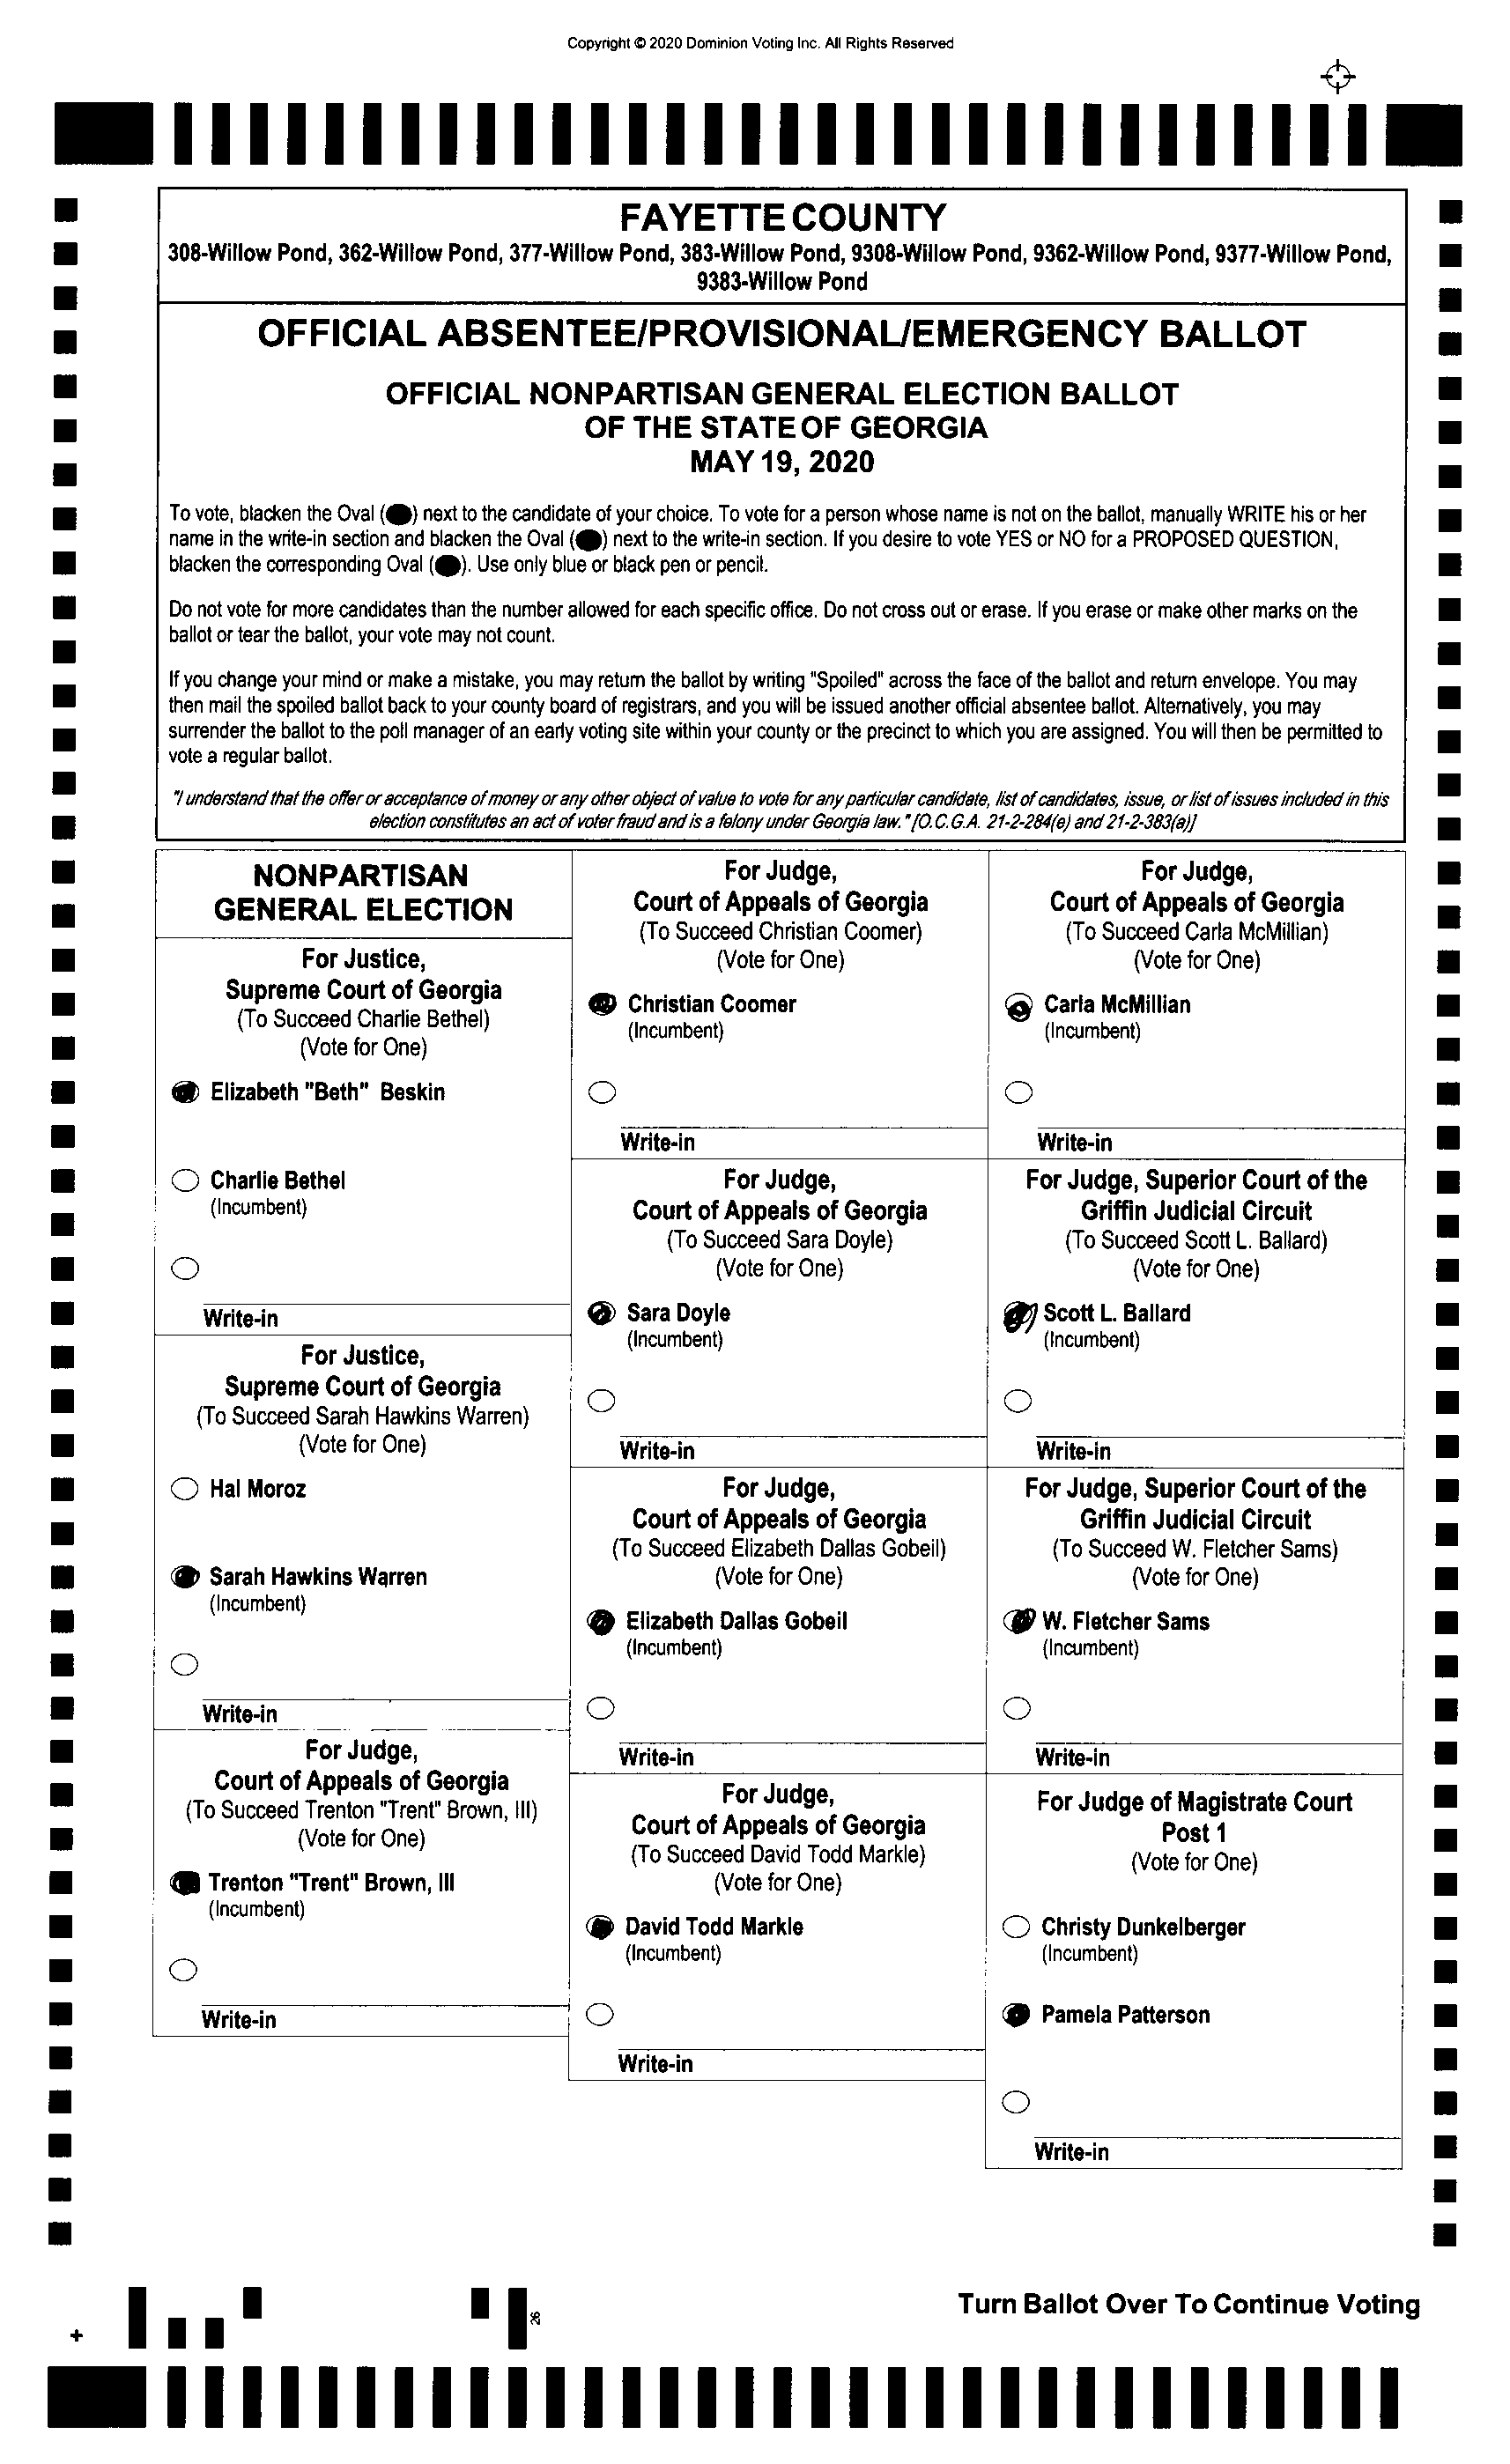 Copyright © 2020 Dominion Voting Inc. All Rights Reserved
FAYETTE COUNTY
308-Willow Pond, 362-Willow Pond, 377-Willow Pond, 383-Willow Pond, 9308-Willow Pond, 9362-Willow Pond, 9377-Willow Pond,
9383-Willow Pond
OFFICIAL ABSENTEE/PROVISIONAL/EMERGENCY BALLOT
OFFICIAL NONPARTISAN GENERAL ELECTION BALLOT
OF THE STATE OF GEORGIA
MAY 19, 2020
To vote, blacken the Oval (⬬) next to the candidate of your choice. To vote for a person whose name is not on the ballot, manually WRITE his or her
name in the write-in section and blacken the Oval (⬬) next to the write-in section. If you desire to vote YES or NO for a PROPOSED QUESTION,
blacken the corresponding Oval (⬬). Use only blue or black pen or pencil.
Do not vote for more candidates than the number allowed for each specific office. Do not cross out or erase. If you erase or make other marks on the
ballot or tear the ballot, your vote may not count.
If you change your mind or make a mistake, you may return the ballot by writing "Spoiled" across the face of the ballot and return envelope. You may
then mail the spoiled ballot back to your county board of registrars, and you will be issued another official absentee ballot. Alternatively, you may
surrender the ballot to the poll manager of an early voting site within your county or the precinct to which you are assigned. You will then be permitted to
vote a regular ballot.
"I understand that the offer or acceptance of money or any other object of value to vote for any particular candidate, list of candidates, issue, or list of issues included in this
election constitutes an act of voter fraud and is a felony under Georgia law." [O.C.G.A. 21-2-284(e) and 21-2-383(a)]
NONPARTISAN
GENERAL ELECTION
For Justice,
Supreme Court of Georgia
(To Succeed Charlie Bethel)
(Vote for One)
Elizabeth "Beth" Beskin
Charlie Bethel
(Incumbent)
Write-in
For Justice,
Supreme Court of Georgia
(To Succeed Sarah Hawkins Warren)
(Vote for One)
Hal Moroz
Sarah Hawkins Warren
(Incumbent)
Write-in
For Judge,
Court of Appeals of Georgia
(To Succeed Trenton "Trent" Brown, III)
(Vote for One)
Trenton "Trent" Brown, III
(Incumbent)
Write-in
For Judge,
Court of Appeals of Georgia
(To Succeed Christian Coomer)
(Vote for One)
Christian Coomer
(Incumbent)
Write-in
For Judge,
Court of Appeals of Georgia
(To Succeed Sara Doyle)
(Vote for One)
Sara Doyle
(Incumbent)
Write-in
For Judge,
Court of Appeals of Georgia
(To Succeed Elizabeth Dallas Gobeil)
(Vote for One)
Elizabeth Dallas Gobeil
(Incumbent)
Write-in
For Judge,
Court of Appeals of Georgia
(To Succeed David Todd Markle)
(Vote for One)
David Todd Markle
(Incumbent)
Write-in
For Judge,
Court of Appeals of Georgia
(To Succeed Carla McMillian)
(Vote for One)
Carla McMillian
(Incumbent)
Write-in
For Judge, Superior Court of the
Griffin Judicial Circuit
(To Succeed Scott L. Ballard)
(Vote for One)
Scott L. Ballard
(Incumbent)
Write-in
For Judge, Superior Court of the
Griffin Judicial Circuit
(To Succeed W. Fletcher Sams)
(Vote for One)
W. Fletcher Sams
(Incumbent)
Write-in
For Judge of Magistrate Court
Post 1
(Vote for One)
Christy Dunkelberger
(Incumbent)
Pamela Patterson
Write-in
Turn Ballot Over To Continue Voting
26